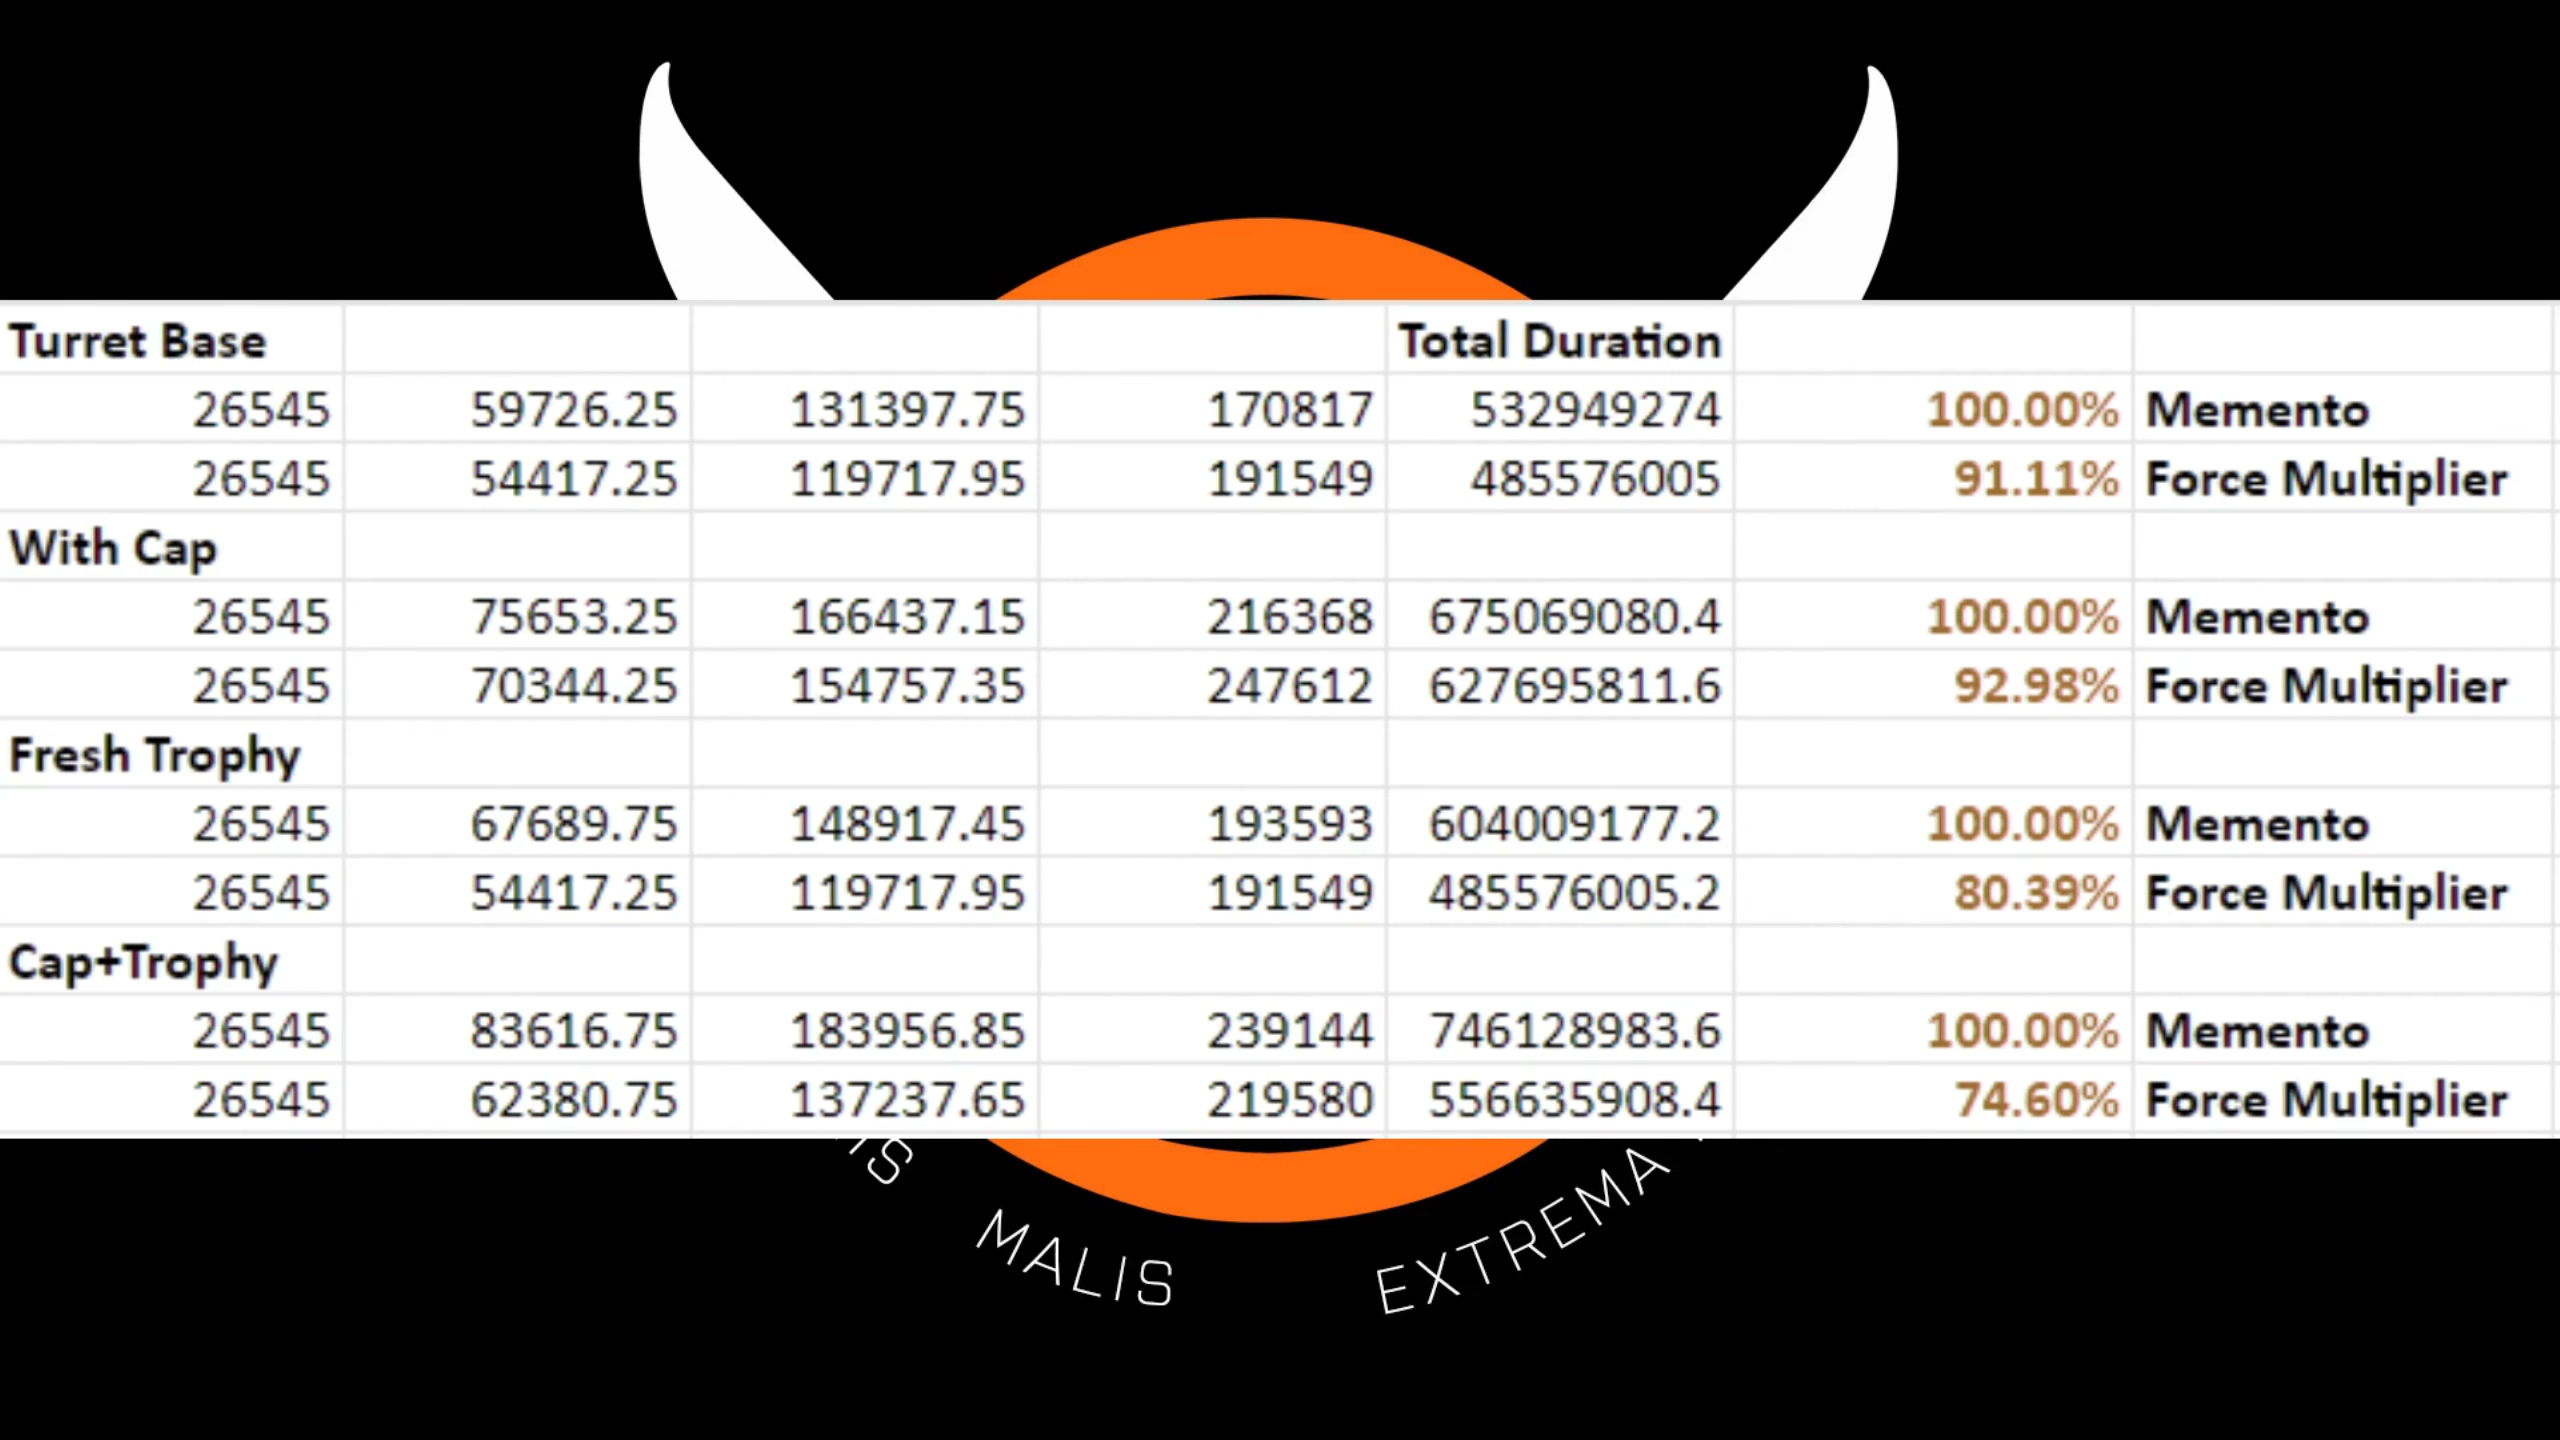 Turret Base Total Duration
26545 59726.25 131397.75 170817 532949274 100.00% Memento
26545 54417.25 119717.95 191549 485576005 91.11% Force Multiplier
With Cap
26545 75653.25 166437.15 216368 675069080.4 100.00% Memento
26545 70344.25 154757.35 247612 627695811.6 92.98% Force Multiplier
Fresh Trophy
26545 67689.75 148917.45 193593 604009177.2 100.00% Memento
26545 54417.25 119717.95 191549 485576005.2 80.39% Force Multiplier
Cap+Trophy
26545 83616.75 183956.85 239144 746128983.6 100.00% Memento
26545 62380.75 137237.65 219580 556635908.4 74.60% Force Multiplier
MALIS EXTREMA